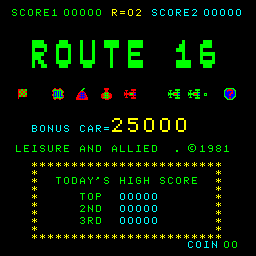 SCORE1 00000 R=02 SCORE2 00000
ROUTE 16
BONUS CAR=25000
LEISURE AND ALLIED . ©1981
TODAY'S HIGH SCORE
TOP 00000
2ND 00000
3RD 00000
COIN 00